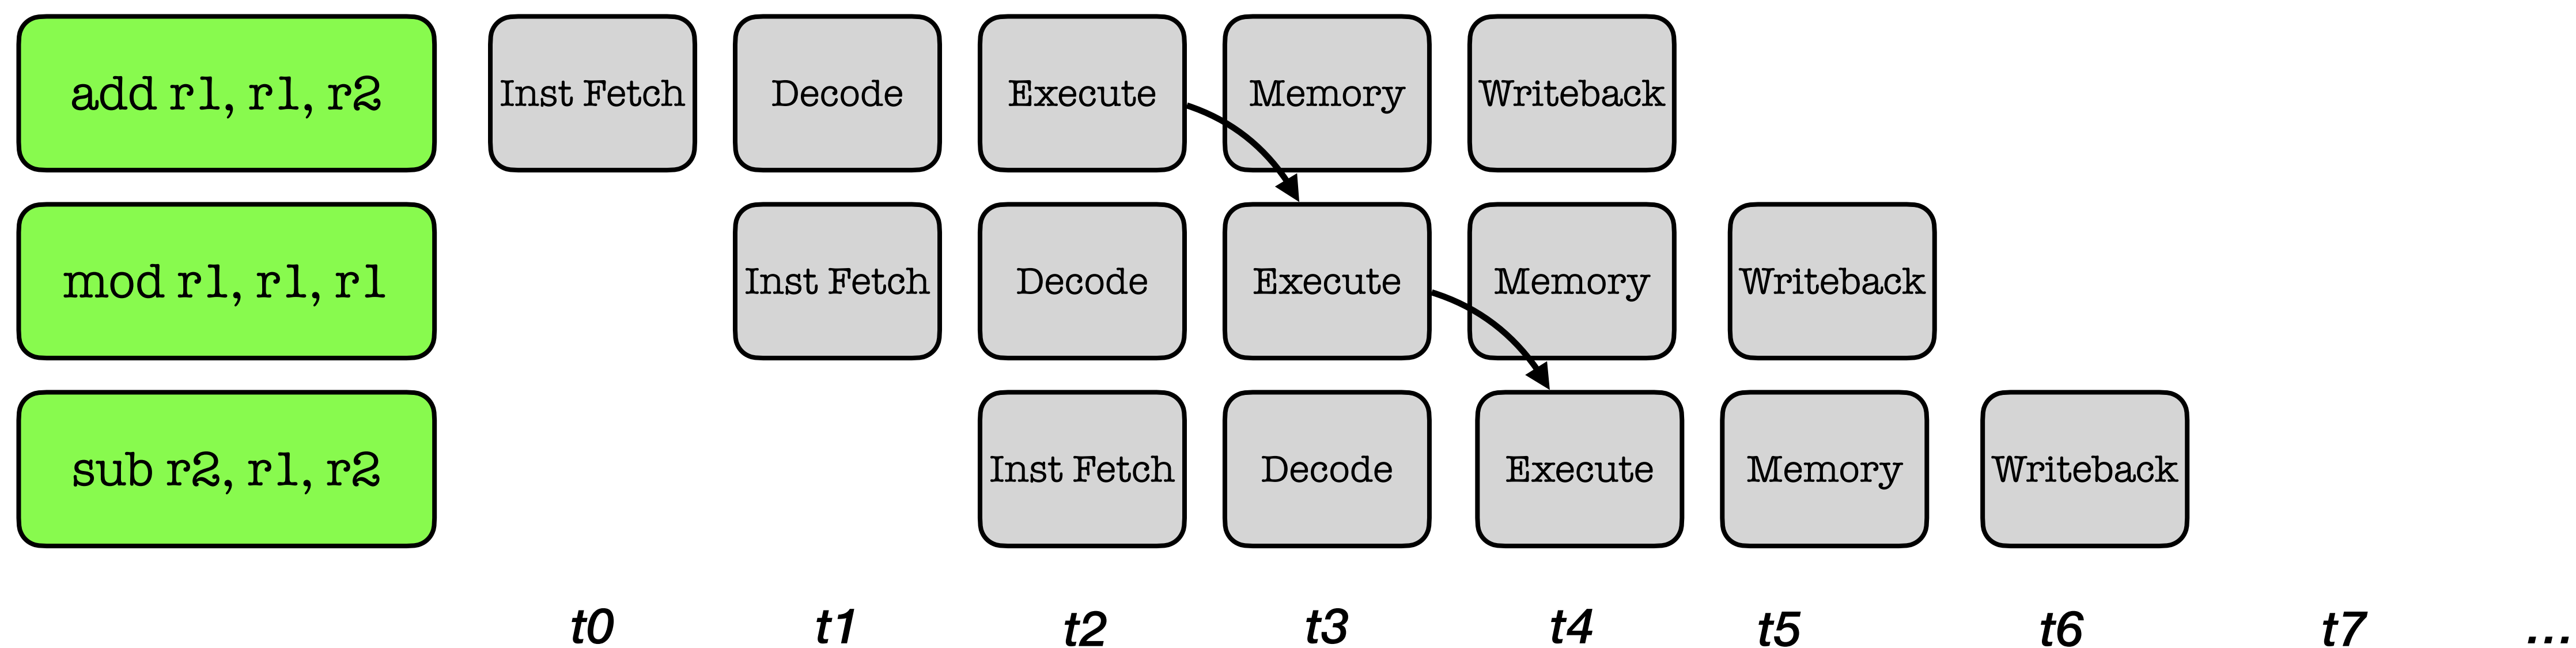 add r1, r1, r2 Inst Fetch Decode Execute Memory Writeback
mod r1, r1, r1 Inst Fetch Decode Execute Memory Writeback
sub r2, r1, r2 Inst Fetch Decode Execute Memory Writeback
t0 t1 t2 t3 t4 t5 t6 t7 ...